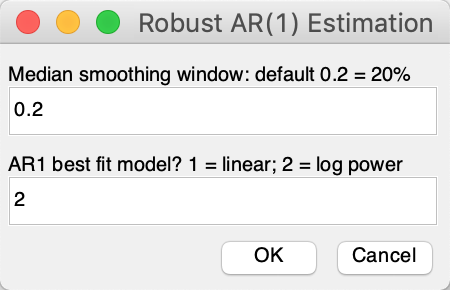 Robust AR(1) Estimation
Median smoothing window: default 0.2 = 20%
0.2
AR1 best fit model? 1 = linear; 2 = log power
2
OK Cancel